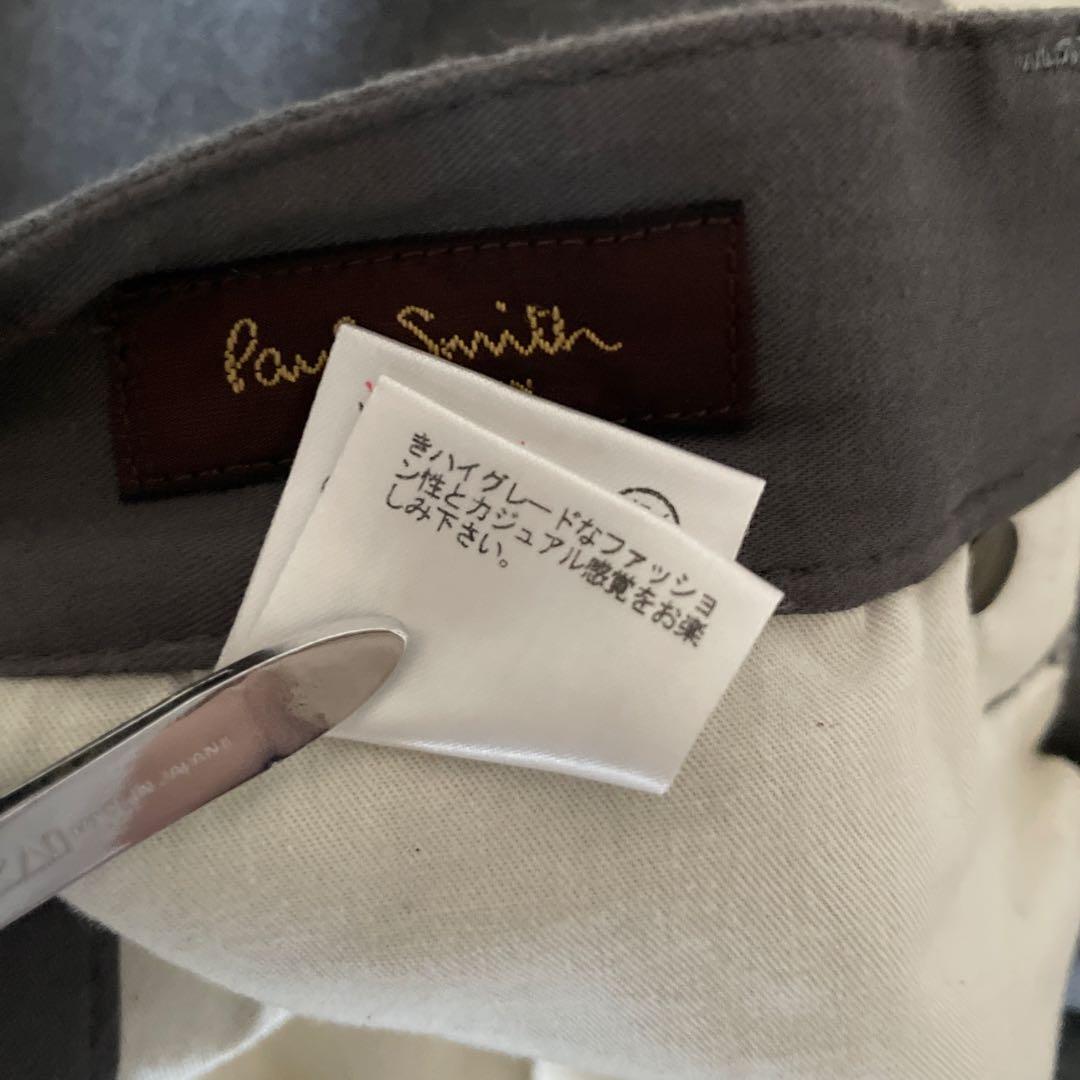 Paul Smith
きハイグレードなファッショ
ン性とカジュアル感覚をお楽
しみ下さい。